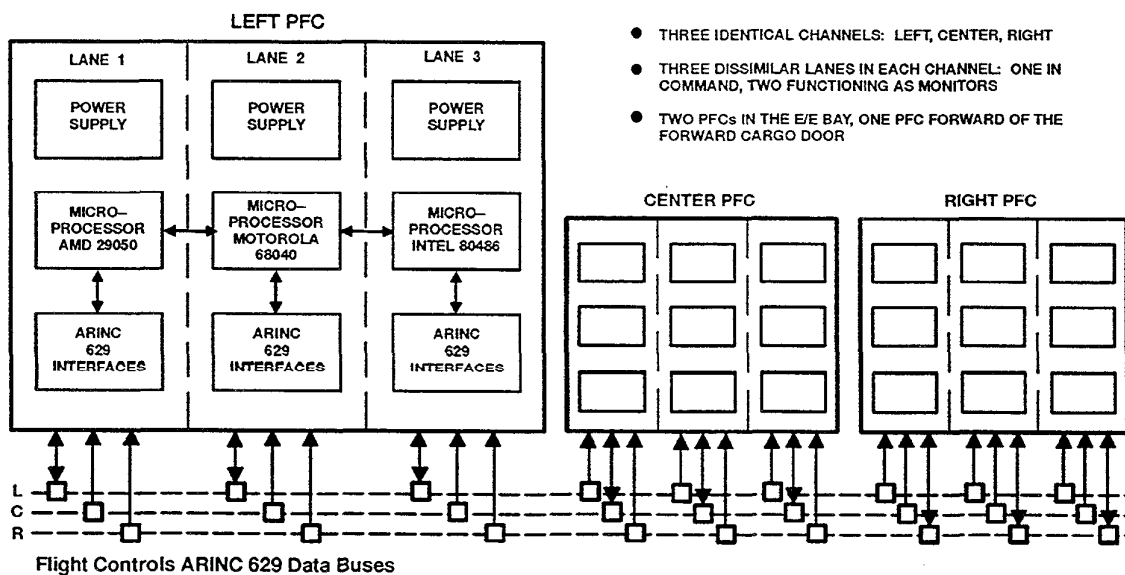 LEFT PFC
LANE 1
LANE 2
LANE 3
POWER
SUPPLY
POWER
SUPPLY
POWER
SUPPLY
MICRO–
PROCESSOR
AMD 29050
MICRO–
PROCESSOR
MOTOROLA
68040
MICRO–
PROCESSOR
INTEL 80486
ARINC
629
INTERFACES
ARINC
629
INTERFACES
ARINC
629
INTERFACES
● THREE IDENTICAL CHANNELS: LEFT, CENTER, RIGHT
● THREE DISSIMILAR LANES IN EACH CHANNEL: ONE IN
COMMAND, TWO FUNCTIONING AS MONITORS
● TWO PFCs IN THE E/E BAY, ONE PFC FORWARD OF THE
FORWARD CARGO DOOR
CENTER PFC
RIGHT PFC
L
C
R
Flight Controls ARINC 629 Data Buses